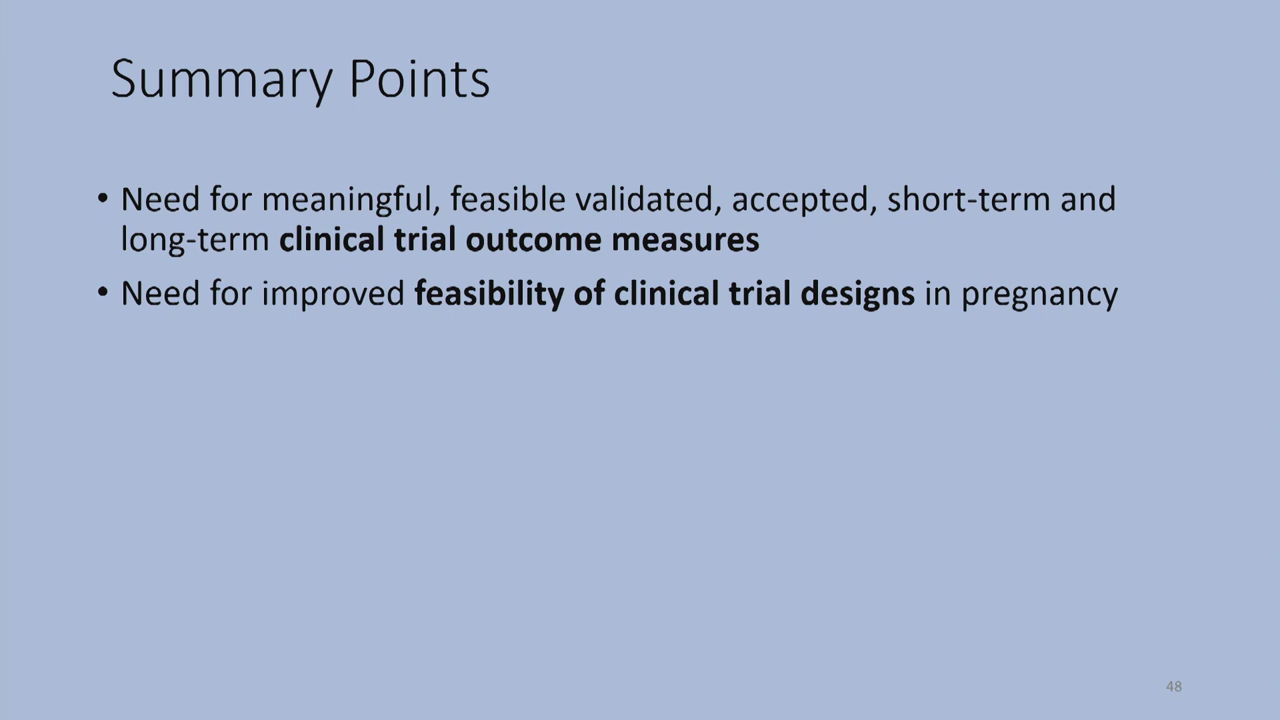 Summary Points
• Need for meaningful, feasible validated, accepted, short-term and
long-term clinical trial outcome measures
• Need for improved feasibility of clinical trial designs in pregnancy
48